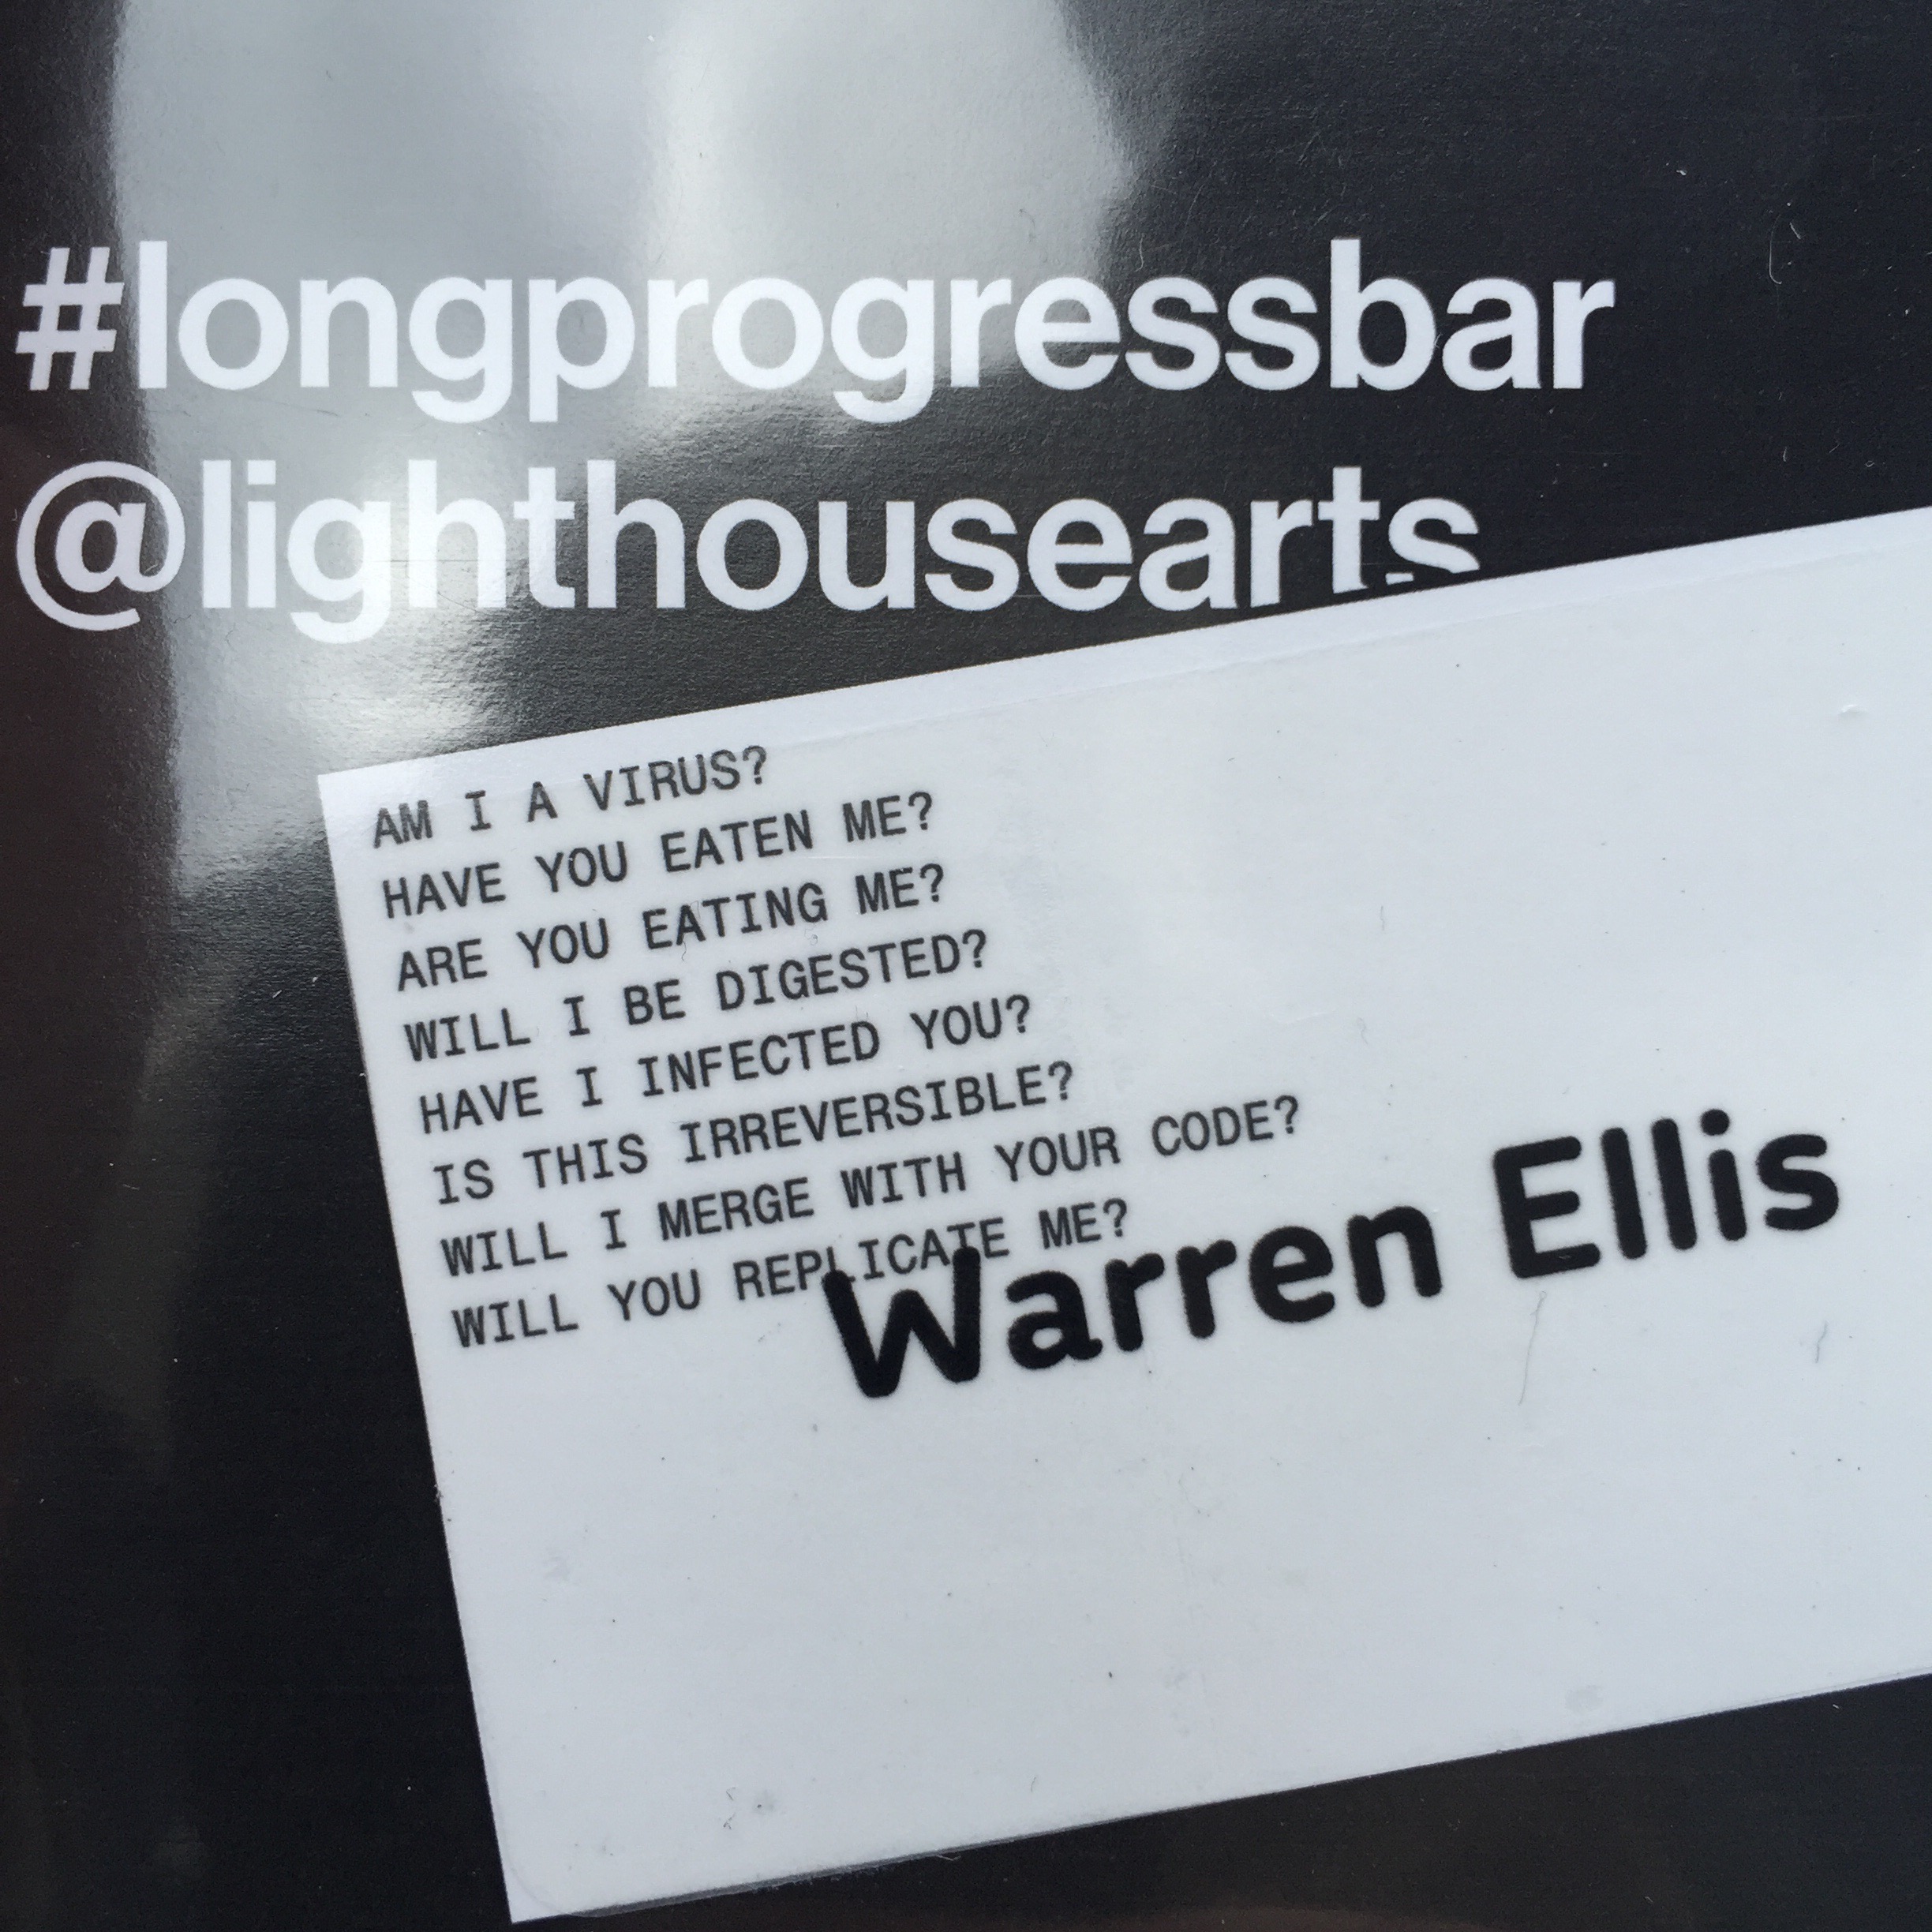 #longprogressbar
@lighthousearts
AM I A VIRUS?
HAVE YOU EATEN ME?
ARE YOU EATING ME?
WILL I BE DIGESTED?
HAVE I INFECTED YOU?
IS THIS IRREVERSIBLE?
WILL I MERGE WITH YOUR CODE?
WILL YOU REPLICATE ME?
Warren Ellis